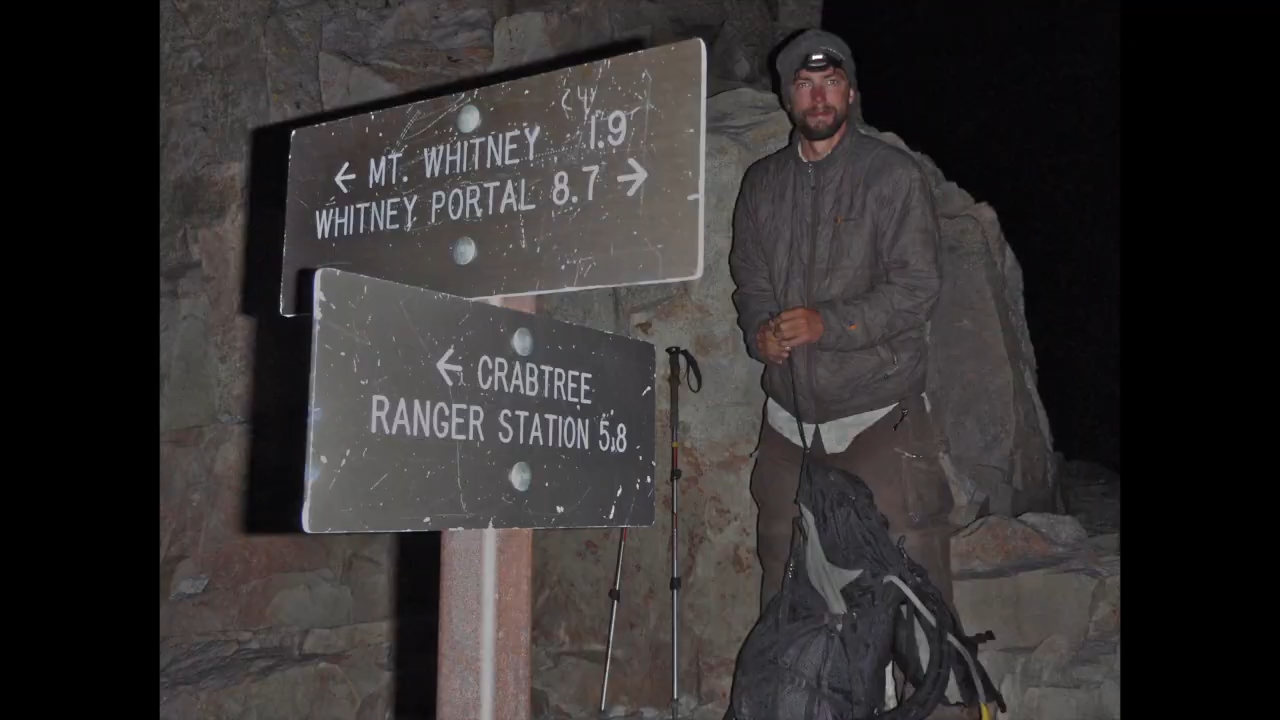 ← MT. WHITNEY 1.9
WHITNEY PORTAL 8.7 →
← CRABTREE
RANGER STATION 5.8